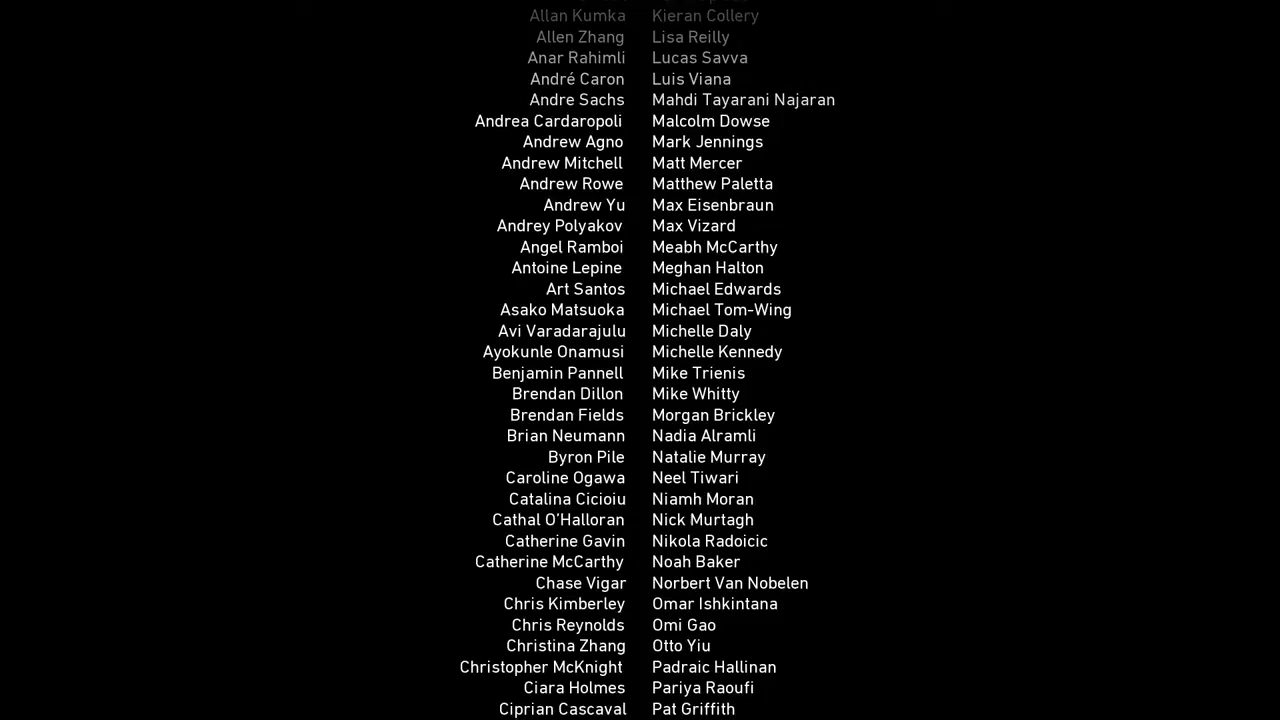 Allan Kumka Kieran Collery
Allen Zhang Lisa Reilly
Anar Rahimli Lucas Savva
André Caron Luis Viana
Andre Sachs Mahdi Tayarani Najaran
Andrea Cardaropoli Malcolm Dowse
Andrew Agno Mark Jennings
Andrew Mitchell Matt Mercer
Andrew Rowe Matthew Paletta
Andrew Yu Max Eisenbraun
Andrey Polyakov Max Vizard
Angel Ramboi Meabh McCarthy
Antoine Lepine Meghan Halton
Art Santos Michael Edwards
Asako Matsuoka Michael Tom-Wing
Avi Varadarajulu Michelle Daly
Ayokunle Onamusi Michelle Kennedy
Benjamin Pannell Mike Trienis
Brendan Dillon Mike Whitty
Brendan Fields Morgan Brickley
Brian Neumann Nadia Alramli
Byron Pile Natalie Murray
Caroline Ogawa Neel Tiwari
Catalina Cicioiu Niamh Moran
Cathal O'Halloran Nick Murtagh
Catherine Gavin Nikola Radoicic
Catherine McCarthy Noah Baker
Chase Vigar Norbert Van Nobelen
Chris Kimberley Omar Ishkintana
Chris Reynolds Omi Gao
Christina Zhang Otto Yiu
Christopher McKnight Padraic Hallinan
Ciara Holmes Pariya Raoufi
Ciprian Cascaval Pat Griffith